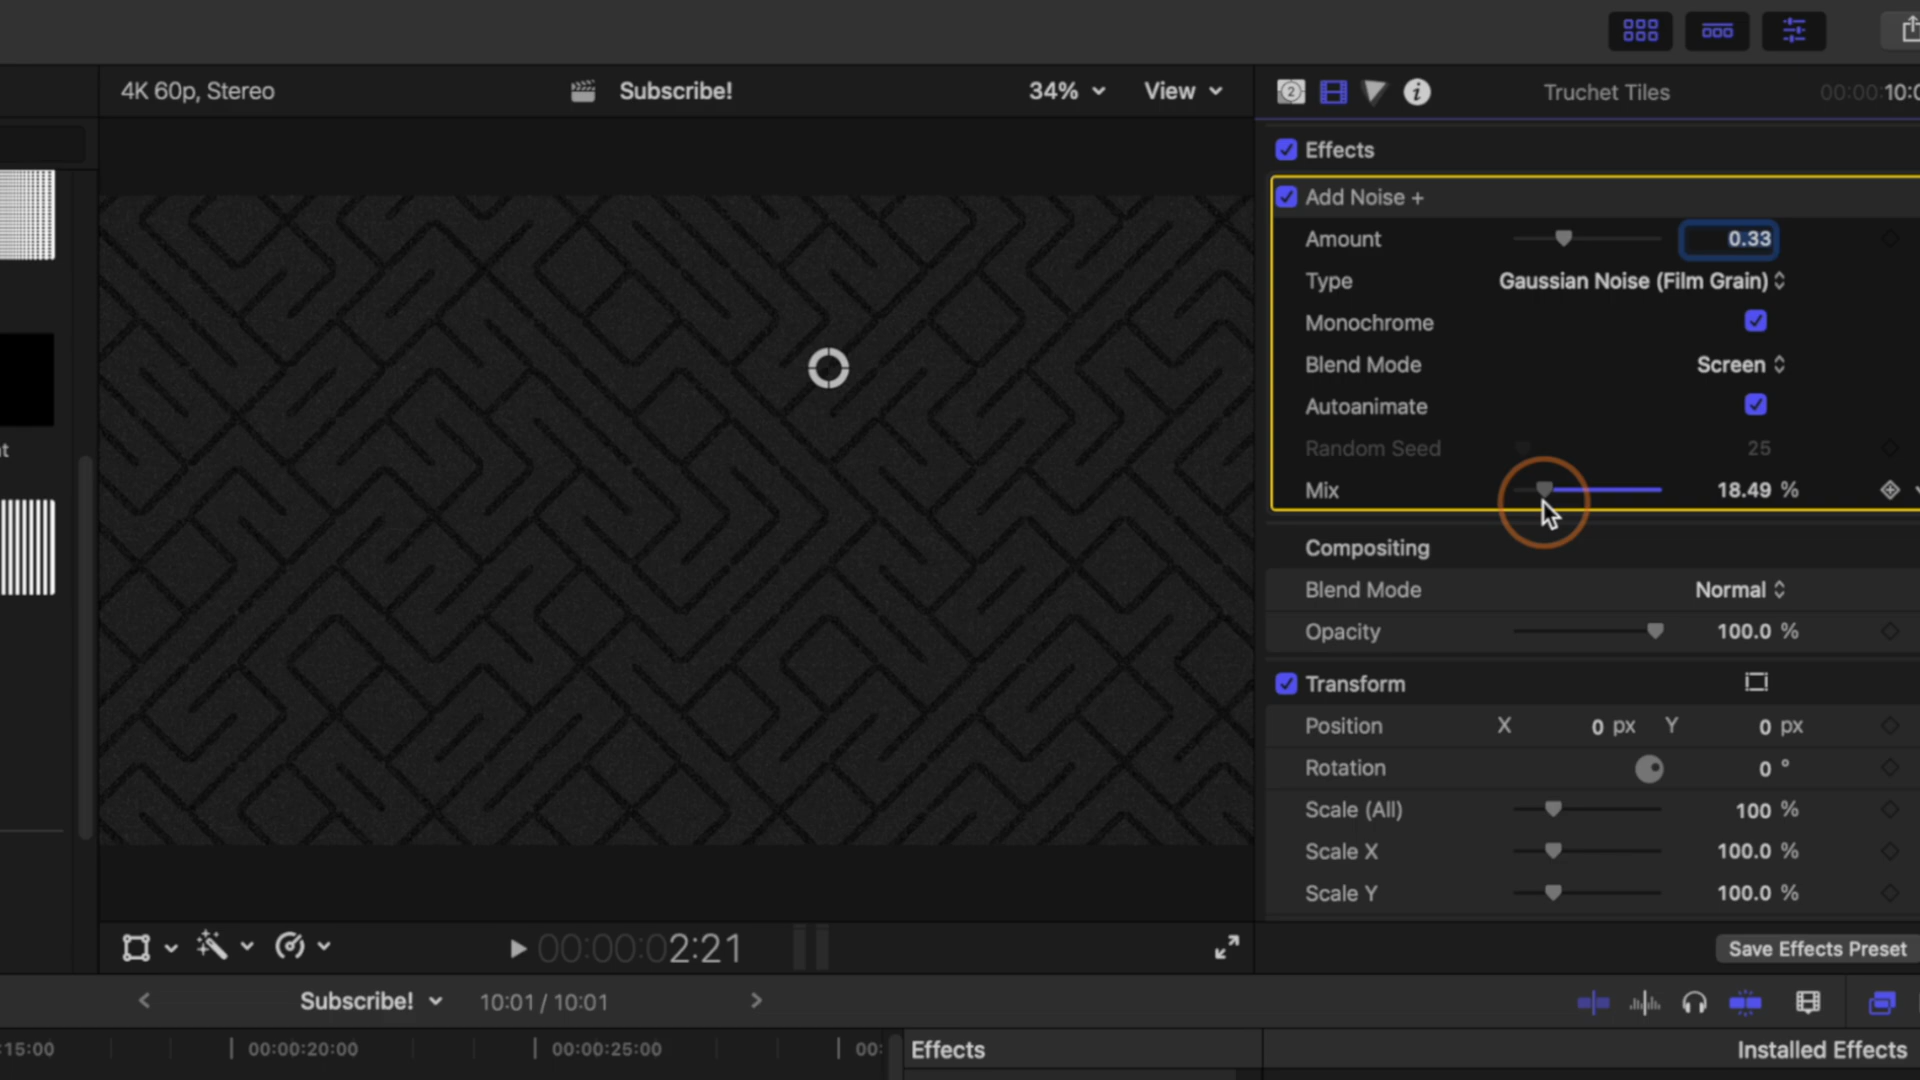 4K 60p, Stereo
Subscribe!
34%
View
2
i
Truchet Tiles
00:00:10:0
Effects
Add Noise +
Amount 0.33
Type Gaussian Noise (Film Grain)
Monochrome
Blend Mode Screen
Autoanimate
Random Seed 25
Mix 18.49 %
Compositing
Blend Mode Normal
Opacity 100.0 %
Transform
Position X 0 px Y 0 px
Rotation 0 °
Scale (All) 100 %
Scale X 100.0 %
Scale Y 100.0 %
t
00:00:02:21
Save Effects Preset
Subscribe!
10:01 / 10:01
:15:00
00:00:20:00
00:00:25:00
00:
Effects
Installed Effects